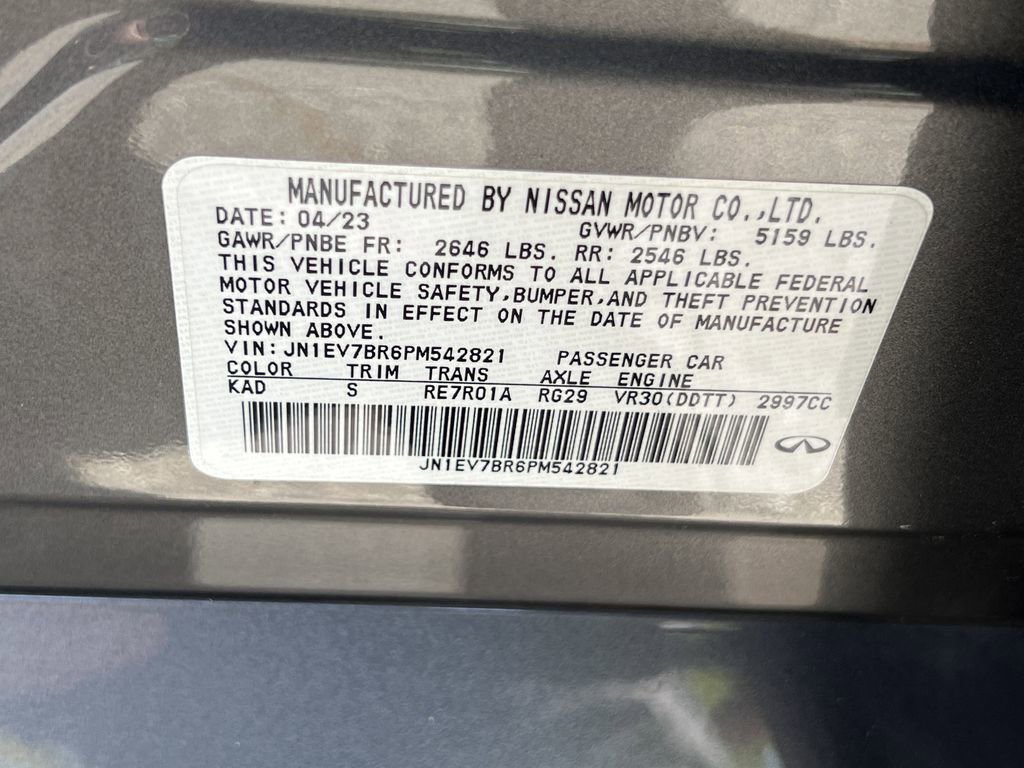 MANUFACTURED BY NISSAN MOTOR CO.,LTD.
DATE: 04/23 GVWR/PNBV: 5159 LBS.
GAWR/PNBE FR: 2646 LBS. RR: 2546 LBS.
THIS VEHICLE CONFORMS TO ALL APPLICABLE FEDERAL
MOTOR VEHICLE SAFETY,BUMPER,AND THEFT PREVENTION
STANDARDS IN EFFECT ON THE DATE OF MANUFACTURE
SHOWN ABOVE.
VIN:JN1EV7BR6PM542821 PASSENGER CAR
COLOR TRIM TRANS AXLE ENGINE
KAD S RE7R01A RG29 VR30(DDTT) 2997CC
JN1EV7BR6PM542821